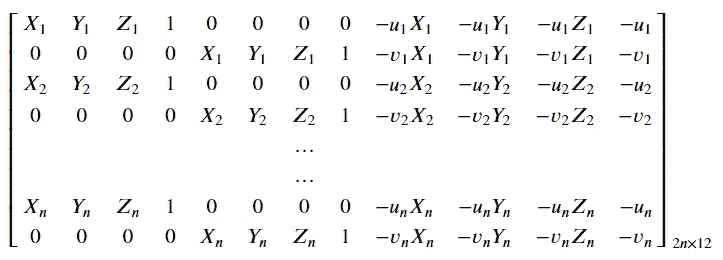 X₁ Y₁ Z₁ 1 0 0 0 0 −u₁X₁ −u₁Y₁ −u₁Z₁ −u₁
0 0 0 0 X₁ Y₁ Z₁ 1 −v₁X₁ −v₁Y₁ −v₁Z₁ −v₁
X₂ Y₂ Z₂ 1 0 0 0 0 −u₂X₂ −u₂Y₂ −u₂Z₂ −u₂
0 0 0 0 X₂ Y₂ Z₂ 1 −v₂X₂ −v₂Y₂ −v₂Z₂ −v₂
...
...
Xₙ Yₙ Zₙ 1 0 0 0 0 −uₙXₙ −uₙYₙ −uₙZₙ −uₙ
0 0 0 0 Xₙ Yₙ Zₙ 1 −vₙXₙ −vₙYₙ −vₙZₙ −vₙ
2n×12